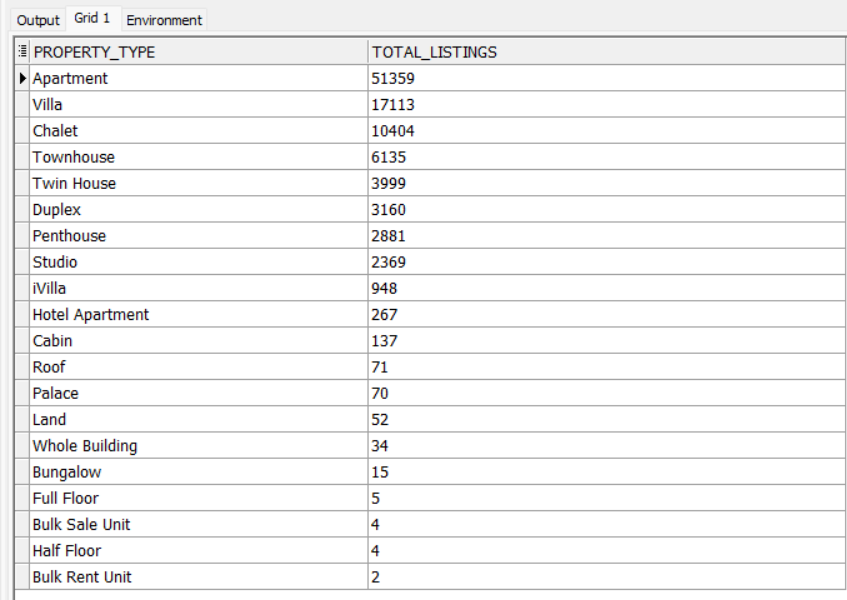 Output Grid 1 Environment
PROPERTY_TYPE TOTAL_LISTINGS
Apartment 51359
Villa 17113
Chalet 10404
Townhouse 6135
Twin House 3999
Duplex 3160
Penthouse 2881
Studio 2369
iVilla 948
Hotel Apartment 267
Cabin 137
Roof 71
Palace 70
Land 52
Whole Building 34
Bungalow 15
Full Floor 5
Bulk Sale Unit 4
Half Floor 4
Bulk Rent Unit 2